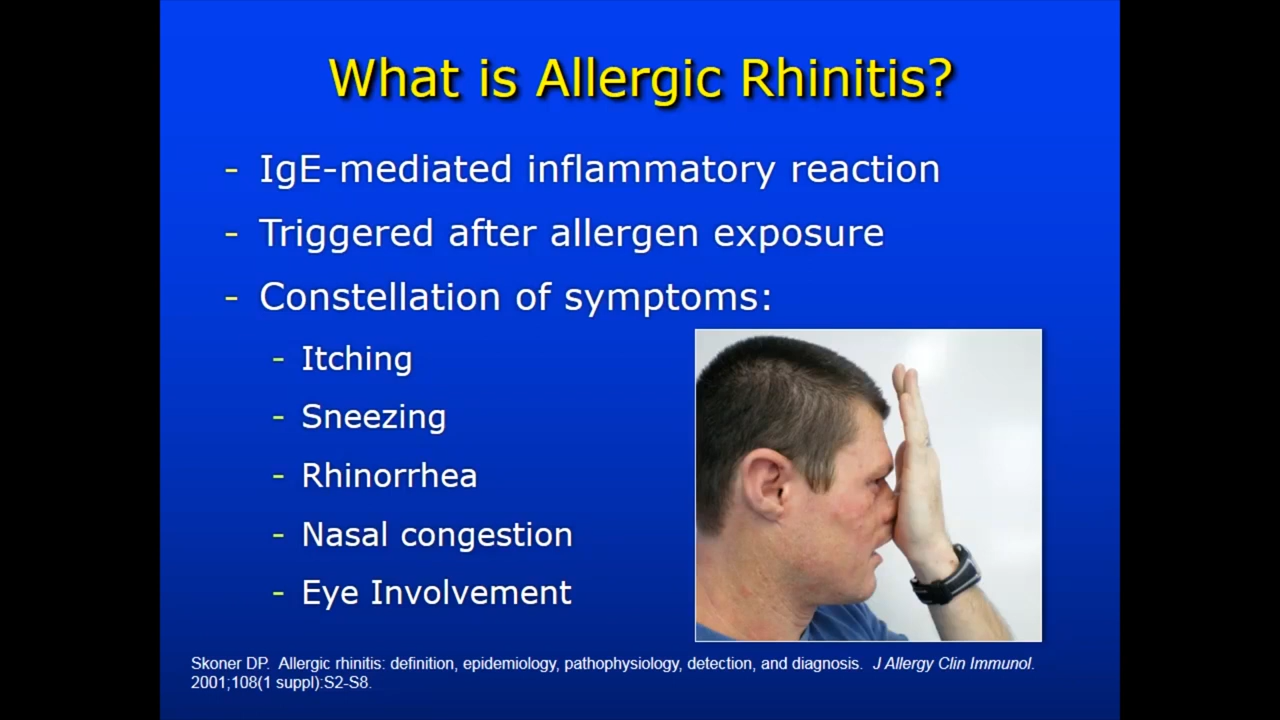 What is Allergic Rhinitis?
- IgE-mediated inflammatory reaction
- Triggered after allergen exposure
- Constellation of symptoms:
- Itching
- Sneezing
- Rhinorrhea
- Nasal congestion
- Eye Involvement
Skoner DP.  Allergic rhinitis: definition, epidemiology, pathophysiology, detection, and diagnosis.  J Allergy Clin Immunol.
2001;108(1 suppl):S2-S8.